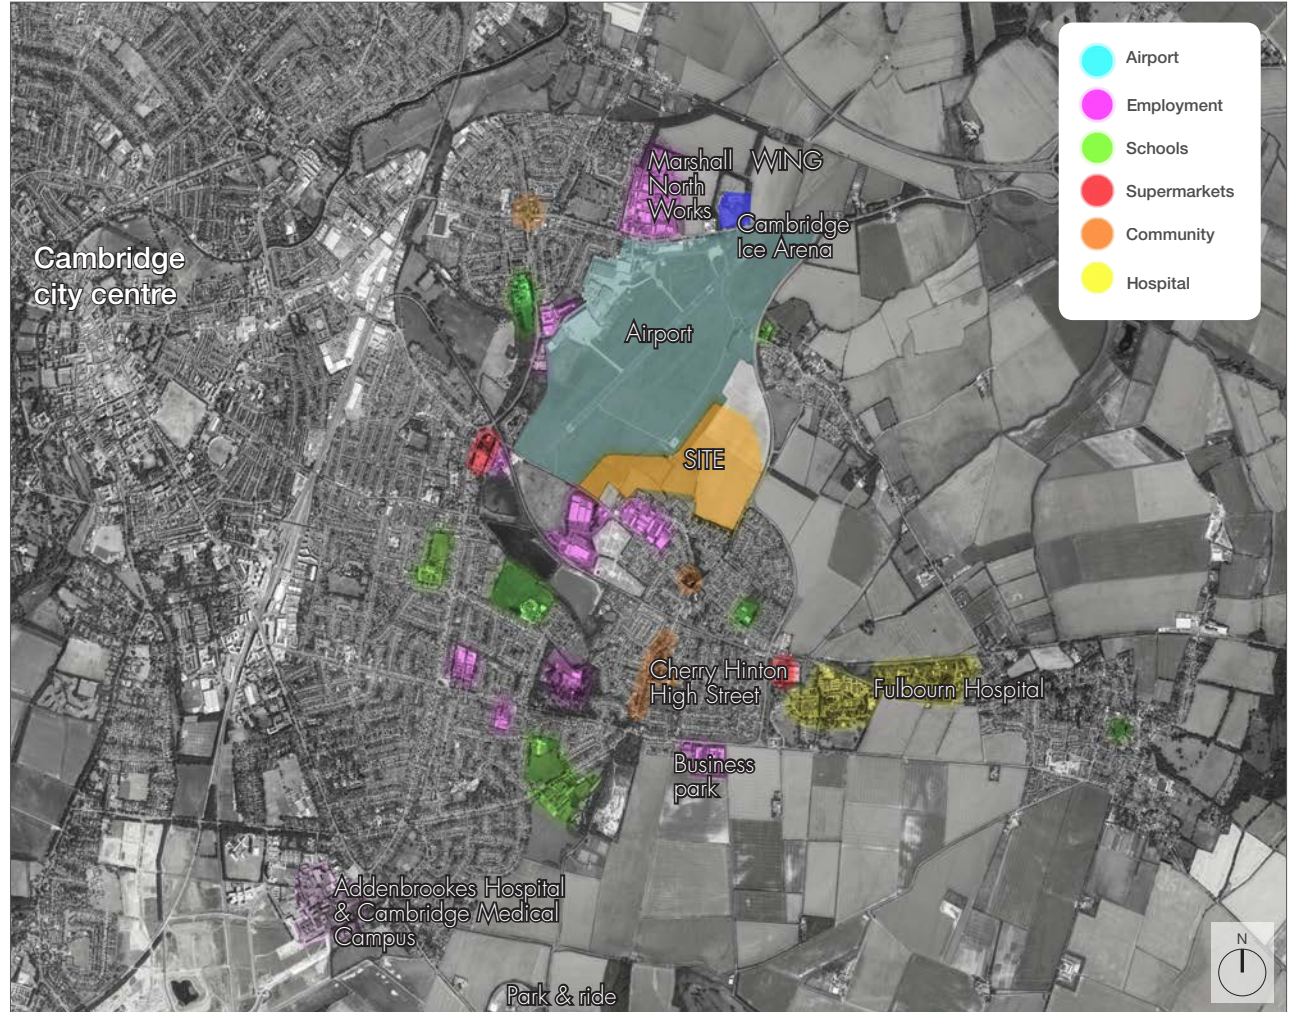 Airport
Employment
Schools
Supermarkets
Community
Hospital
Marshall
North
Works
WING
Cambridge
Ice Arena
Cambridge
city centre
Airport
SITE
Cherry Hinton
High Street
Fulbourn Hospital
Business
park
Addenbrookes Hospital
& Cambridge Medical
Campus
Park & ride
N